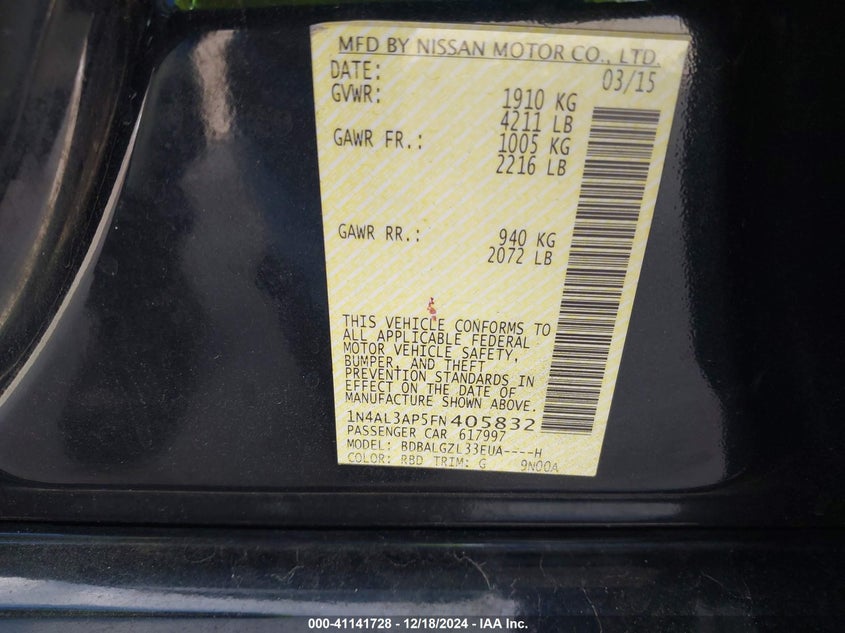 MFD BY NISSAN MOTOR CO., LTD.
DATE: 03/15
GVWR: 1910 KG
4211 LB
GAWR FR.: 1005 KG
2216 LB
GAWR RR.: 940 KG
2072 LB
THIS VEHICLE CONFORMS TO
ALL APPLICABLE FEDERAL
MOTOR VEHICLE SAFETY,
BUMPER, AND THEFT
PREVENTION STANDARDS IN
EFFECT ON THE DATE OF
MANUFACTURE SHOWN ABOVE.
1N4AL3AP5FN405832
PASSENGER CAR 617997
MODEL: BDBALGZL33EUA----H
COLOR: RBD TRIM: G 9N00A
000-41141728 - 12/18/2024 - IAA Inc.